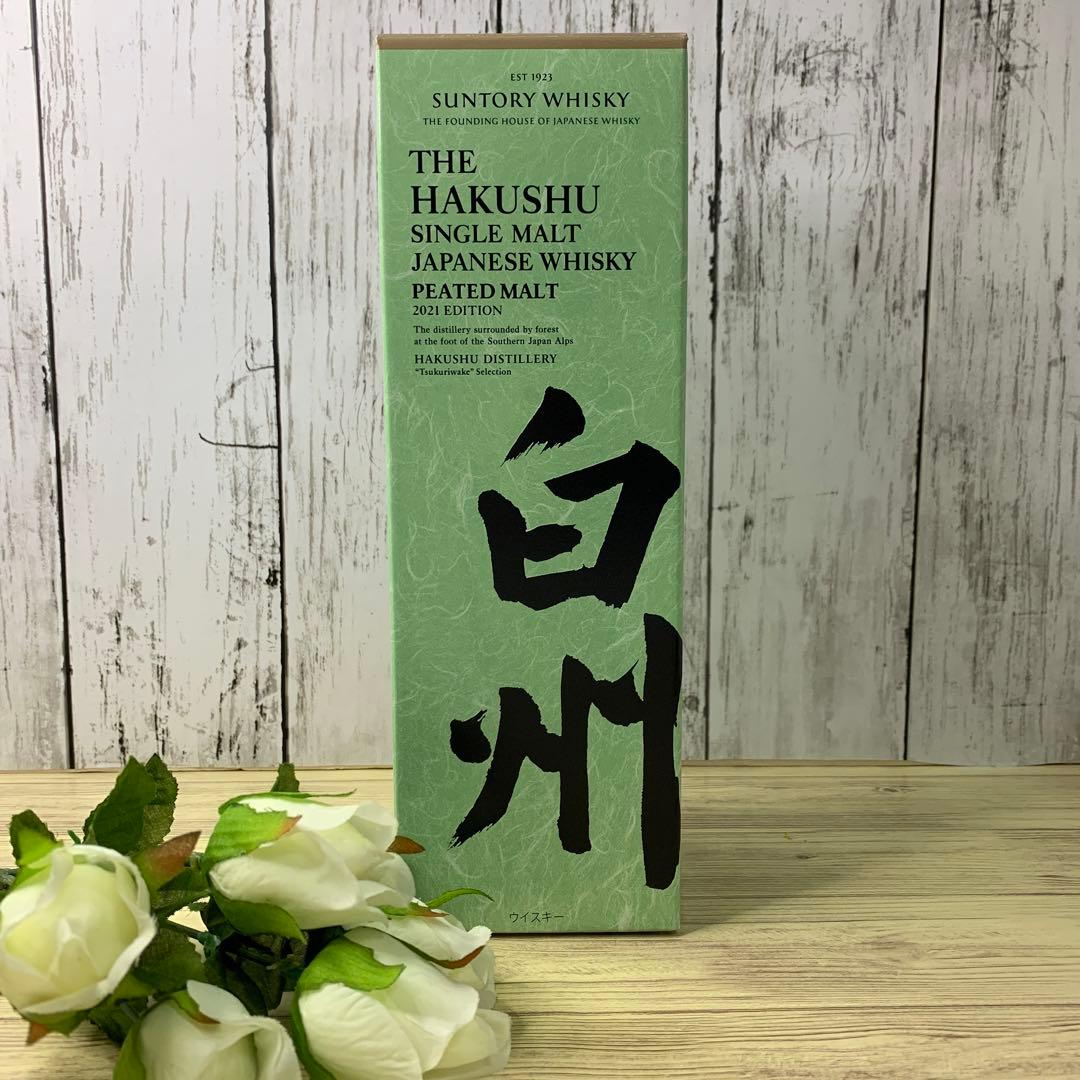 EST 1923
SUNTORY WHISKY
THE FOUNDING HOUSE OF JAPANESE WHISKY
THE
HAKUSHU
SINGLE MALT
JAPANESE WHISKY
PEATED MALT
2021 EDITION
The distillery surrounded by forest
at the foot of the Southern Japan Alps
HAKUSHU DISTILLERY
"Tsukuriwake" Selection
白
州
ウイスキー